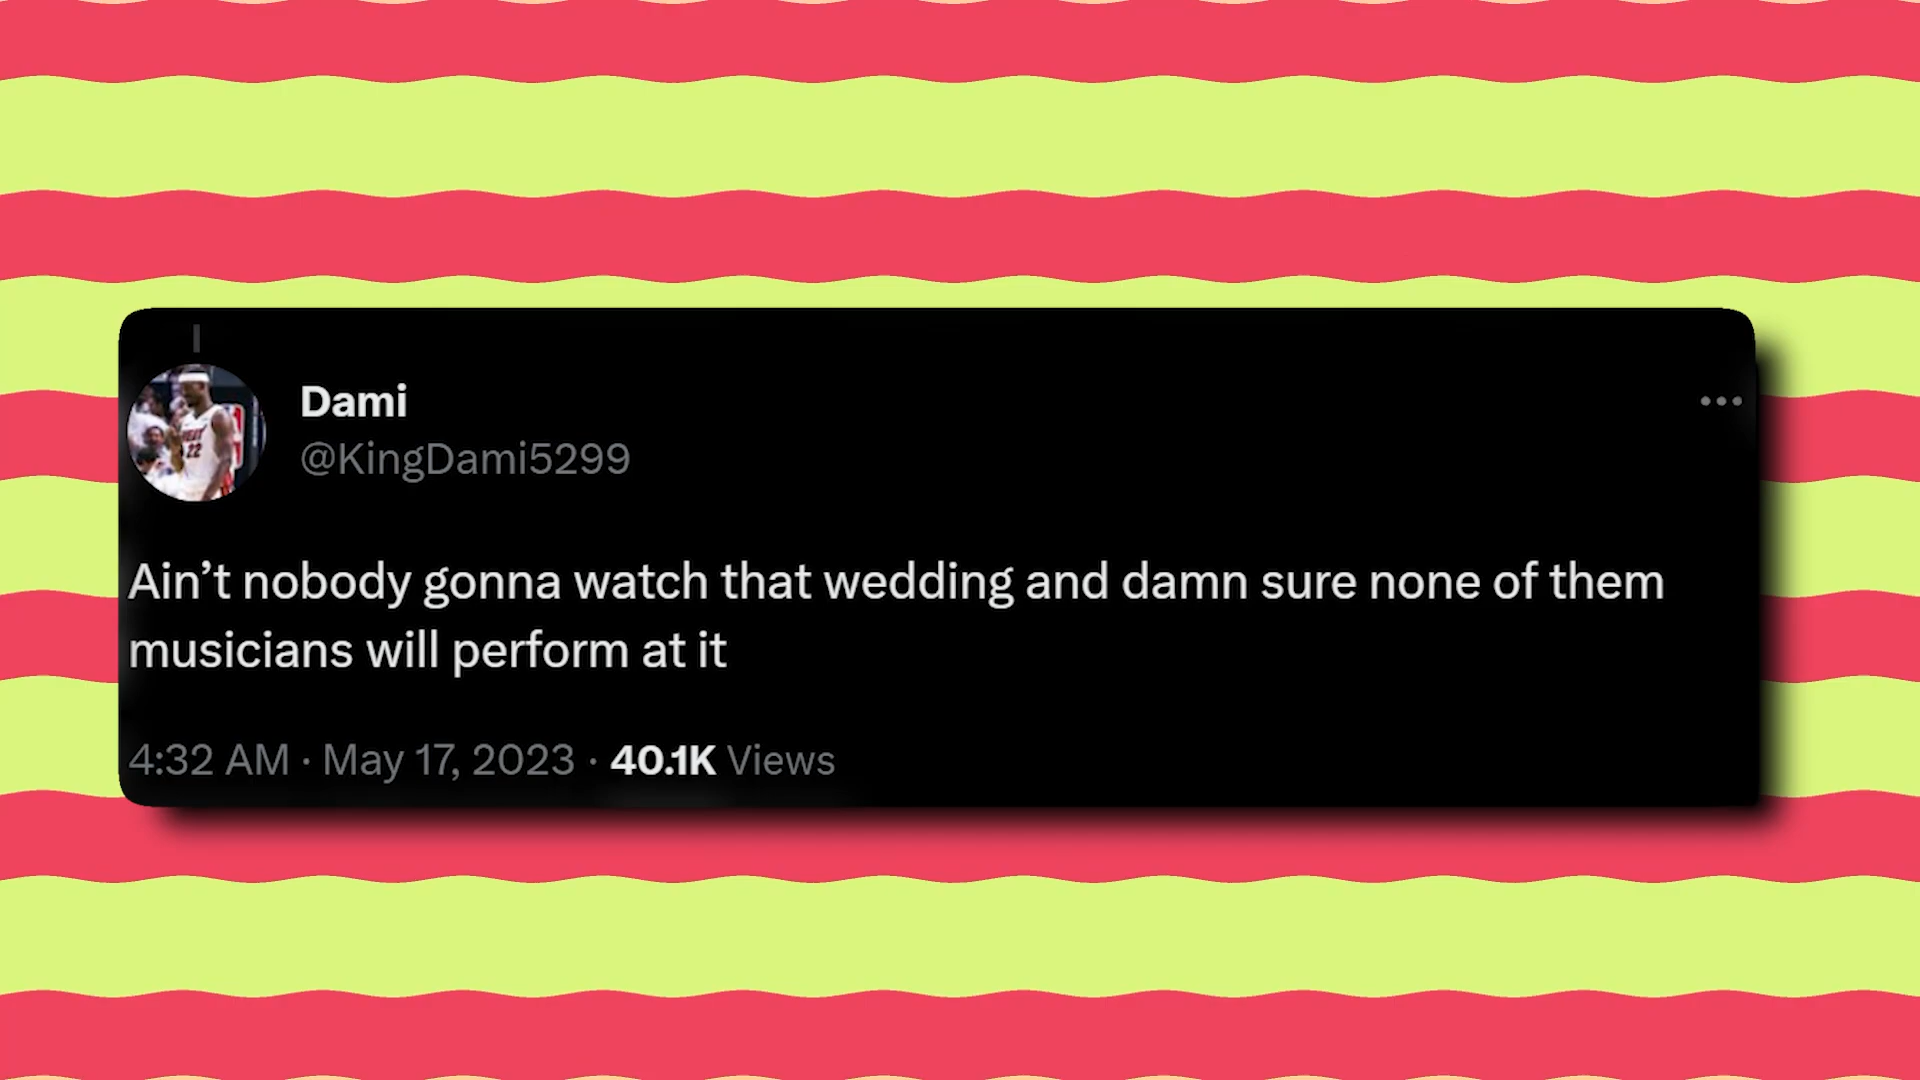 Dami
@KingDami5299
Ain’t nobody gonna watch that wedding and damn sure none of them
musicians will perform at it
4:32 AM · May 17, 2023 · 40.1K Views